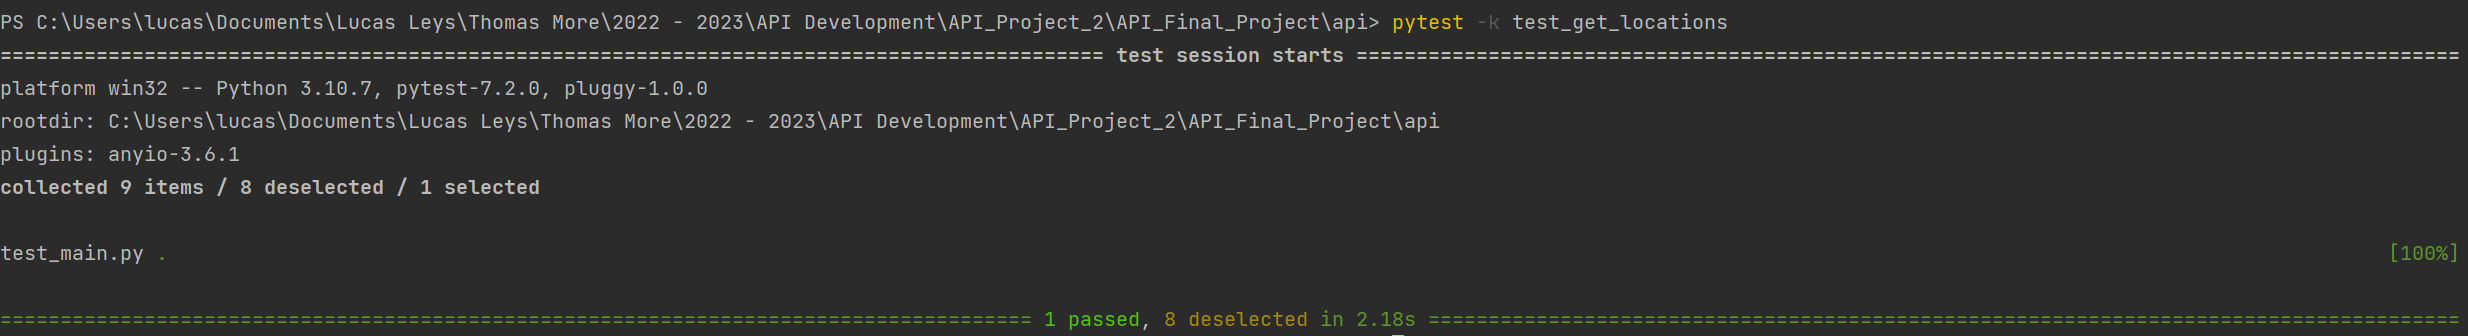 PS C:\Users\lucas\Documents\Lucas Leys\Thomas More\2022 - 2023\API Development\API_Project_2\API_Final_Project\api> pytest -k test_get_locations
============================================================================================ test session starts ============================================================================================
platform win32 -- Python 3.10.7, pytest-7.2.0, pluggy-1.0.0
rootdir: C:\Users\lucas\Documents\Lucas Leys\Thomas More\2022 - 2023\API Development\API_Project_2\API_Final_Project\api
plugins: anyio-3.6.1
collected 9 items / 8 deselected / 1 selected
test_main.py . [100%]
====================================================================================== 1 passed, 8 deselected in 2.18s ======================================================================================